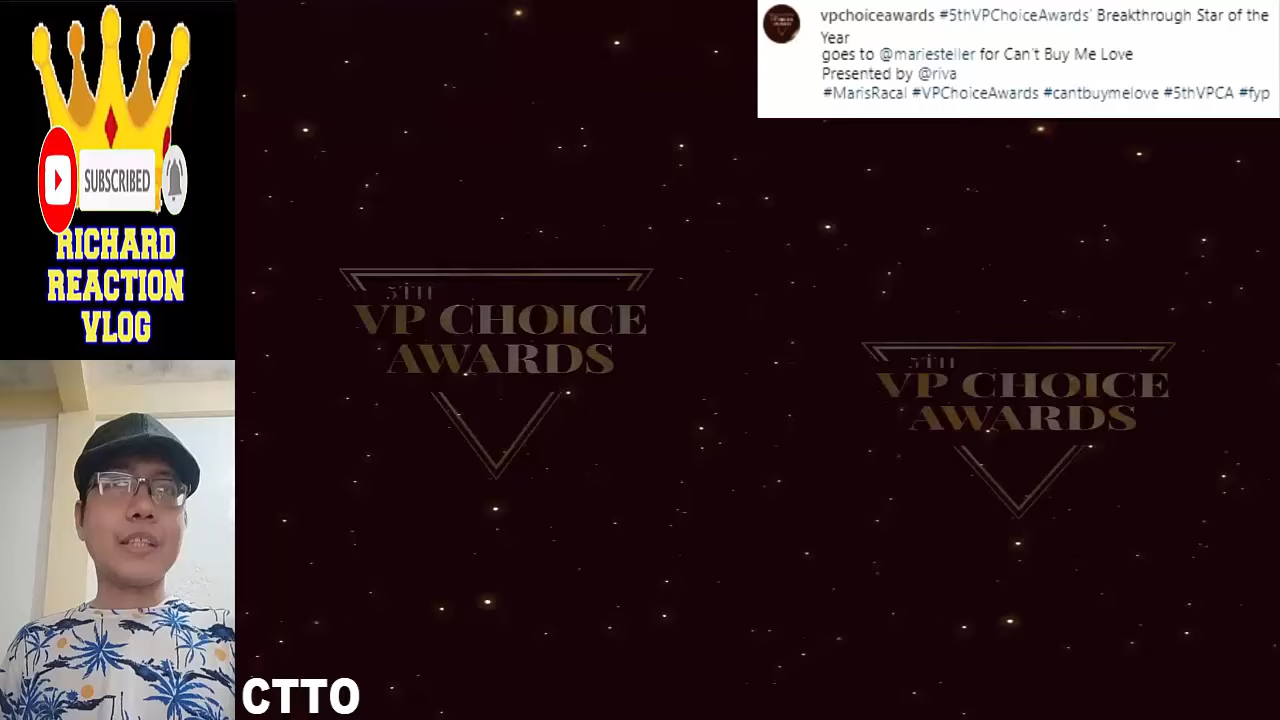 SUBSCRIBED
RICHARD
REACTION
VLOG
vpchoiceawards #5thVPChoiceAwards' Breakthrough Star of the
Year
goes to @mariesteller for Can't Buy Me Love
Presented by @riva
#MarisRacal #VPChoiceAwards #cantbuymelove #5thVPCA #fyp
5TH
VP CHOICE
AWARDS
5TH
VP CHOICE
AWARDS
CTTO